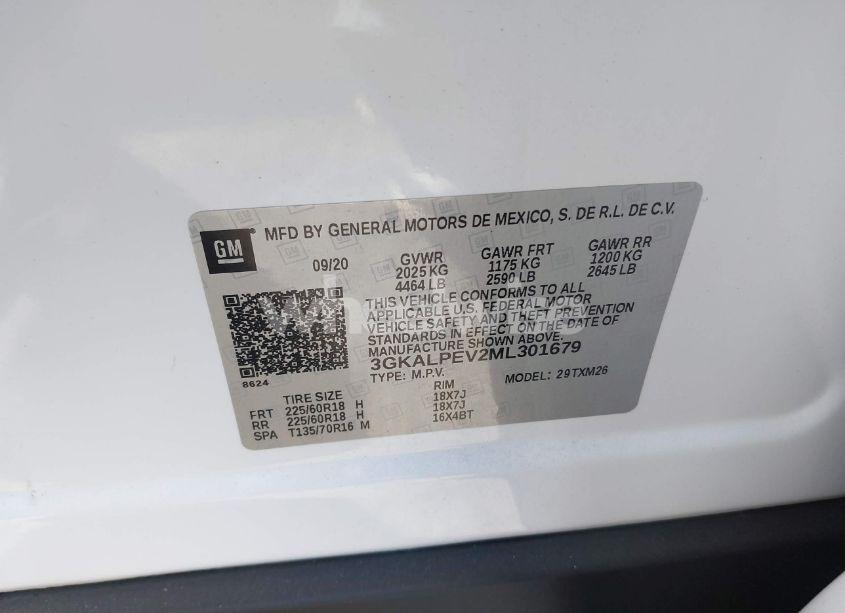 GM
MFD BY GENERAL MOTORS DE MEXICO, S. DE R.L. DE C.V.
09/20 GVWR GAWR FRT GAWR RR
2025 KG 1175 KG 1200 KG
4464 LB 2590 LB 2645 LB
THIS VEHICLE CONFORMS TO ALL
APPLICABLE U.S. FEDERAL MOTOR
VEHICLE SAFETY AND THEFT PREVENTION
STANDARDS IN EFFECT ON THE DATE OF
MANUFACTURE SHOWN ABOVE.
3GKALPEV2ML301679
8624 TYPE: M.P.V. MODEL: 29TXM26
TIRE SIZE RIM
FRT 225/60R18 H 18X7J
RR 225/60R18 H 18X7J
SPA T135/70R16 M 16X4BT